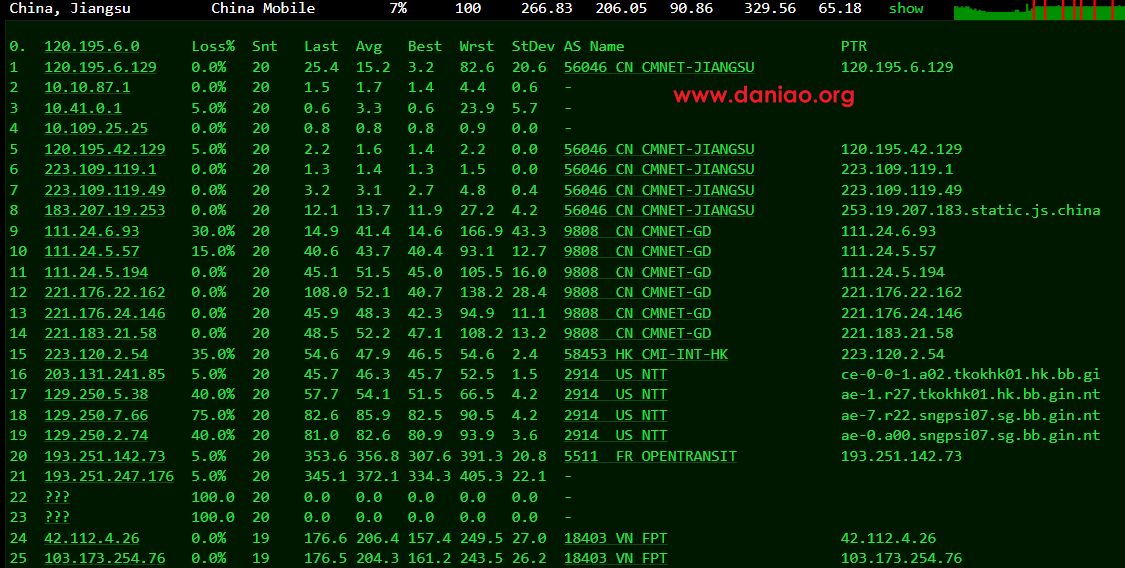 China, Jiangsu China Mobile 7% 100 266.83 206.05 90.86 329.56 65.18 show
0. 120.195.6.0 Loss% Snt Last Avg Best Wrst StDev AS Name PTR
1 120.195.6.129 0.0% 20 25.4 15.2 3.2 82.6 20.6 56046 CN CMNET-JIANGSU 120.195.6.129
2 10.10.87.1 0.0% 20 1.5 1.7 1.4 4.4 0.6 -
www.daniao.org
3 10.41.0.1 5.0% 20 0.6 3.3 0.6 23.9 5.7 -
4 10.109.25.25 0.0% 20 0.8 0.8 0.8 0.9 0.0 -
5 120.195.42.129 5.0% 20 2.2 1.6 1.4 2.2 0.0 56046 CN CMNET-JIANGSU 120.195.42.129
6 223.109.119.1 0.0% 20 1.3 1.4 1.3 1.5 0.0 56046 CN CMNET-JIANGSU 223.109.119.1
7 223.109.119.49 0.0% 20 3.2 3.1 2.7 4.8 0.4 56046 CN CMNET-JIANGSU 223.109.119.49
8 183.207.19.253 0.0% 20 12.1 13.7 11.9 27.2 4.2 56046 CN CMNET-JIANGSU 253.19.207.183.static.js.china
9 111.24.6.93 30.0% 20 14.9 41.4 14.6 166.9 43.3 9808 CN CMNET-GD 111.24.6.93
10 111.24.5.57 15.0% 20 40.6 43.7 40.4 93.1 12.7 9808 CN CMNET-GD 111.24.5.57
11 111.24.5.194 0.0% 20 45.1 51.5 45.0 105.5 16.0 9808 CN CMNET-GD 111.24.5.194
12 221.176.22.162 0.0% 20 108.0 52.1 40.7 138.2 28.4 9808 CN CMNET-GD 221.176.22.162
13 221.176.24.146 0.0% 20 45.9 48.3 42.3 94.9 11.1 9808 CN CMNET-GD 221.176.24.146
14 221.183.21.58 0.0% 20 48.5 52.2 47.1 108.2 13.2 9808 CN CMNET-GD 221.183.21.58
15 223.120.2.54 35.0% 20 54.6 47.9 46.5 54.6 2.4 58453 HK CMI-INT-HK 223.120.2.54
16 203.131.241.85 5.0% 20 45.7 46.3 45.7 52.5 1.5 2914 US NTT ce-0-0-1.a02.tkokhk01.hk.bb.gi
17 129.250.5.38 40.0% 20 57.7 54.1 51.5 66.5 4.2 2914 US NTT ae-1.r27.tkokhk01.hk.bb.gin.nt
18 129.250.7.66 75.0% 20 82.6 85.9 82.5 90.5 4.2 2914 US NTT ae-7.r22.sngpsi07.sg.bb.gin.nt
19 129.250.2.74 40.0% 20 81.0 82.6 80.9 93.9 3.6 2914 US NTT ae-0.a00.sngpsi07.sg.bb.gin.nt
20 193.251.142.73 5.0% 20 353.6 356.8 307.6 391.3 20.8 5511 FR OPENTRANSIT 193.251.142.73
21 193.251.247.176 5.0% 20 345.1 372.1 334.3 405.3 22.1 -
22 ??? 100.0 20 0.0 0.0 0.0 0.0 0.0 -
23 ??? 100.0 20 0.0 0.0 0.0 0.0 0.0 -
24 42.112.4.26 0.0% 19 176.6 206.4 157.4 249.5 27.0 18403 VN FPT 42.112.4.26
25 103.173.254.76 0.0% 19 176.5 204.3 161.2 243.5 26.2 18403 VN FPT 103.173.254.76